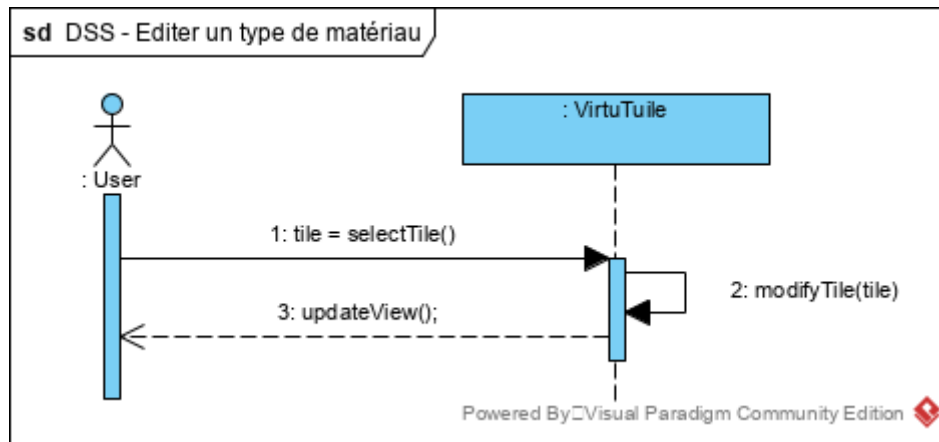 sd DSS - Editer un type de matériau
: VirtuTuile
: User
1: tile = selectTile()
2: modifyTile(tile)
3: updateView();
Powered By Visual Paradigm Community Edition